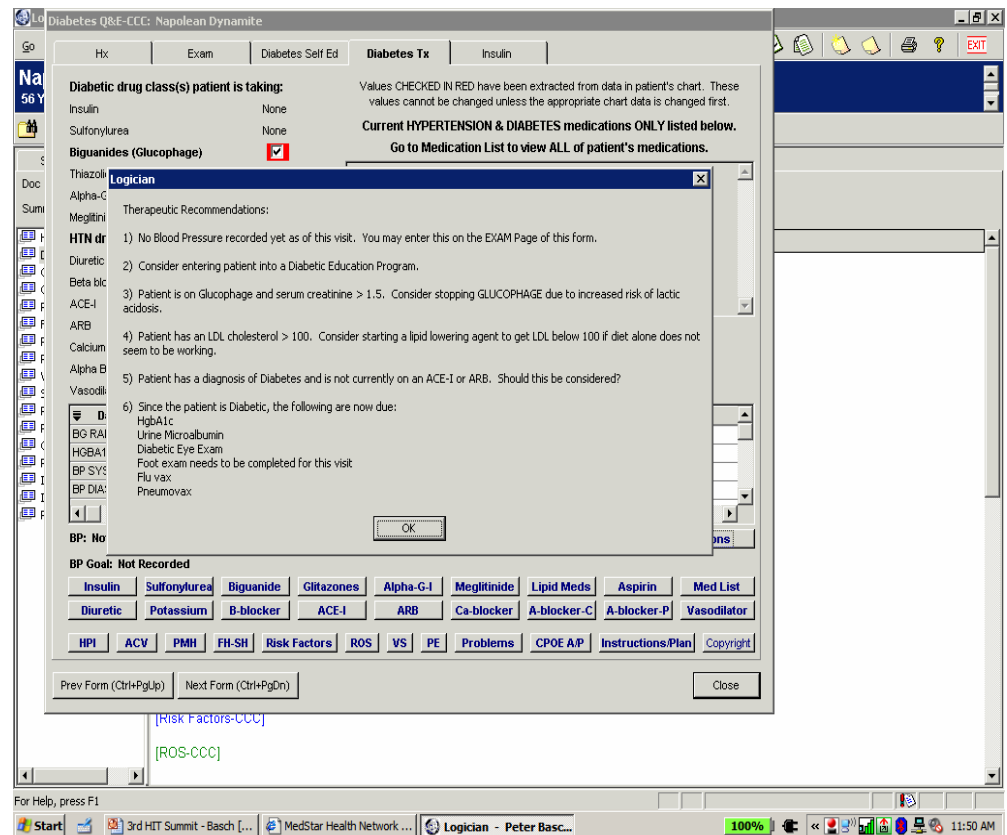 Lo
Diabetes Q&E-CCC: Napolean Dynamite
Go
EXIT
Hx
Exam
Diabetes Self Ed
Diabetes Tx
Insulin
Na
56 Y
Diabetic drug class(s) patient is taking:
Insulin None
Sulfonylurea None
Biguanides (Glucophage)
Values CHECKED IN RED have been extracted from data in patient's chart. These
values cannot be changed unless the appropriate chart data is changed first.
Current HYPERTENSION & DIABETES medications ONLY listed below.
Go to Medication List to view ALL of patient's medications.
Doc
Sum
Thiazoli
Alpha-G
Meglitini
HTN dr
Diuretic
Beta blo
ACE-I
ARB
Calcium
Alpha B
Vasodil
Logician
Therapeutic Recommendations:
1) No Blood Pressure recorded yet as of this visit. You may enter this on the EXAM Page of this form.
2) Consider entering patient into a Diabetic Education Program.
3) Patient is on Glucophage and serum creatinine > 1.5. Consider stopping GLUCOPHAGE due to increased risk of lactic
acidosis.
4) Patient has an LDL cholesterol > 100. Consider starting a lipid lowering agent to get LDL below 100 if diet alone does not
seem to be working.
5) Patient has a diagnosis of Diabetes and is not currently on an ACE-I or ARB. Should this be considered?
6) Since the patient is Diabetic, the following are now due:
HgbA1c
Urine Microalbumin
Diabetic Eye Exam
Foot exam needs to be completed for this visit
Flu vax
Pneumovax
OK
D
BG RA
HGBA1
BP SYS
BP DIA
BP: No
ons
BP Goal: Not Recorded
Insulin Sulfonylurea Biguanide Glitazones Alpha-G-I Meglitinide Lipid Meds Aspirin Med List
Diuretic Potassium B-blocker ACE-I ARB Ca-blocker A-blocker-C A-blocker-P Vasodilator
HPI ACV PMH FH-SH Risk Factors ROS VS PE Problems CPOE A/P Instructions/Plan Copyright
Prev Form (Ctrl+PgUp) Next Form (Ctrl+PgDn) Close
[Risk Factors-CCC]
[ROS-CCC]
For Help, press F1
Start 3rd HIT Summit - Basch [... MedStar Health Network ... Logician - Peter Basc... 100% « 11:50 AM